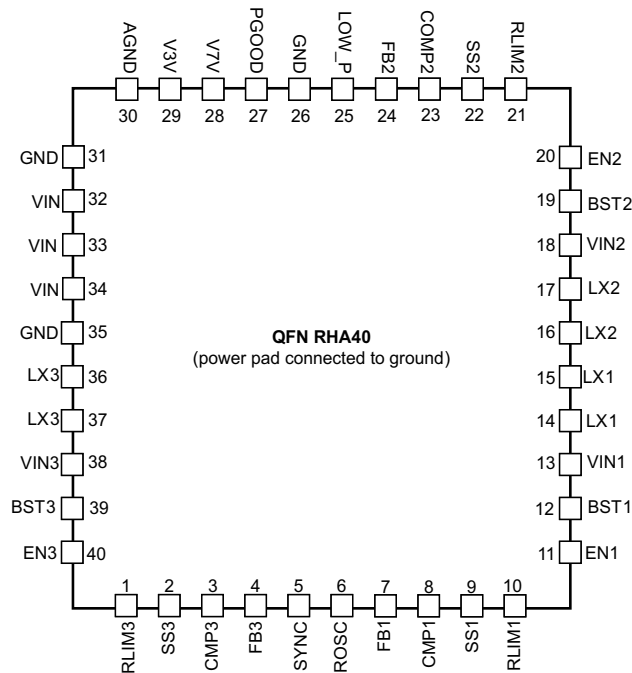 AGND
V3V
V7V
PGOOD
GND
LOW_P
FB2
COMP2
SS2
RLIM2
30
29
28
27
26
25
24
23
22
21
GND 31
VIN 32
VIN 33
VIN 34
GND 35
LX3 36
LX3 37
VIN3 38
BST3 39
EN3 40
QFN RHA40
(power pad connected to ground)
20 EN2
19 BST2
18 VIN2
17 LX2
16 LX2
15 LX1
14 LX1
13 VIN1
12 BST1
11 EN1
1
2
3
4
5
6
7
8
9
10
RLIM3
SS3
CMP3
FB3
SYNC
ROSC
FB1
CMP1
SS1
RLIM1